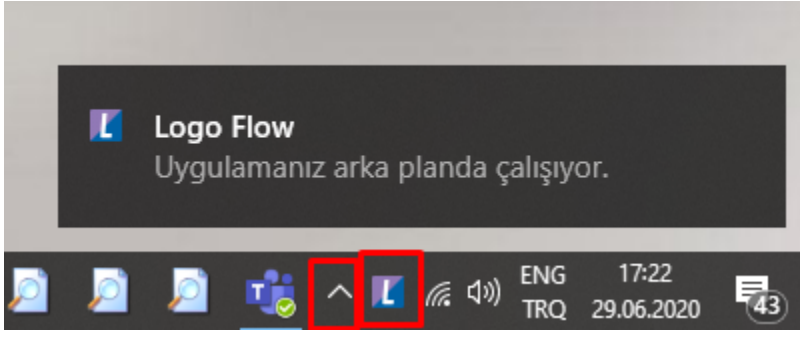 L Logo Flow
Uygulamanız arka planda çalışıyor.
T L ENG 17:22
TRQ 29.06.2020 43